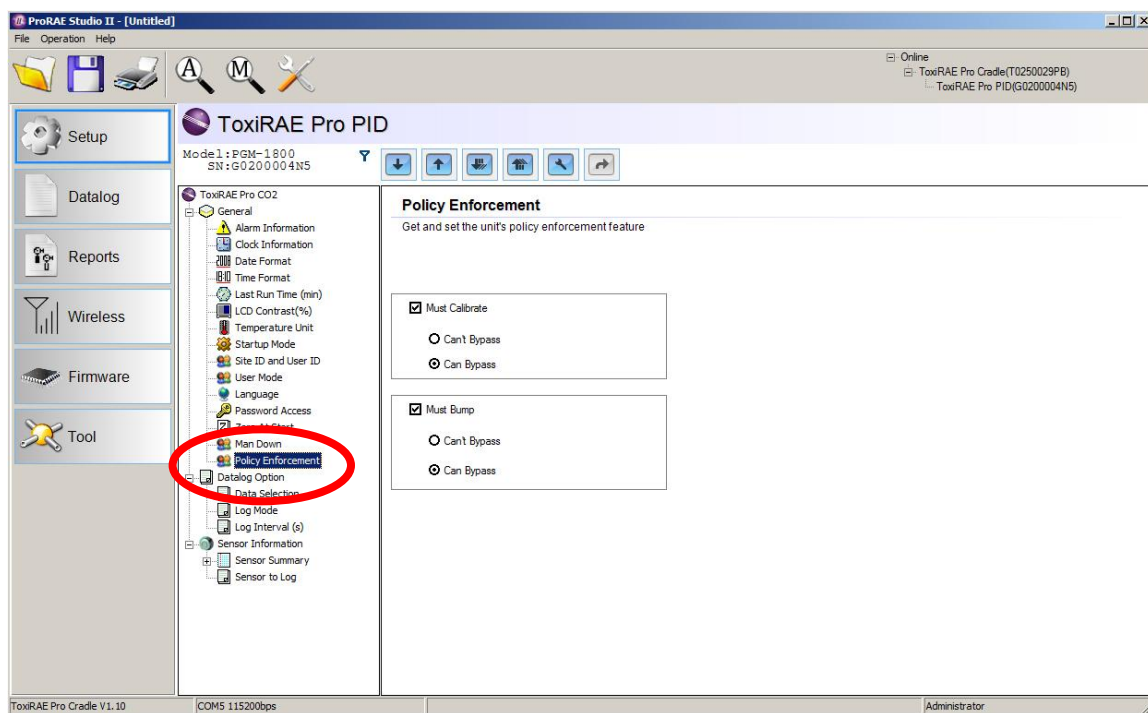 ProRAE Studio II - [Untitled]
File Operation Help
A M
Online
ToxiRAE Pro Cradle(T0250029PB)
ToxiRAE Pro PID(G0200004N5)
Setup
Datalog
Reports
Wireless
Firmware
Tool
ToxiRAE Pro PID
Model:PGM-1800
SN:G0200004N5
ToxiRAE Pro CO2
General
Alarm Information
Clock Information
Date Format
Time Format
Last Run Time (min)
LCD Contrast(%)
Temperature Unit
Startup Mode
Site ID and User ID
User Mode
Language
Password Access
Zero At Start
Man Down
Policy Enforcement
Datalog Option
Data Selection
Log Mode
Log Interval (s)
Sensor Information
Sensor Summary
Sensor to Log
Policy Enforcement
Get and set the unit's policy enforcement feature
Must Calibrate
Can't Bypass
Can Bypass
Must Bump
Can't Bypass
Can Bypass
ToxiRAE Pro Cradle V1.10
COM5 115200bps
Administrator